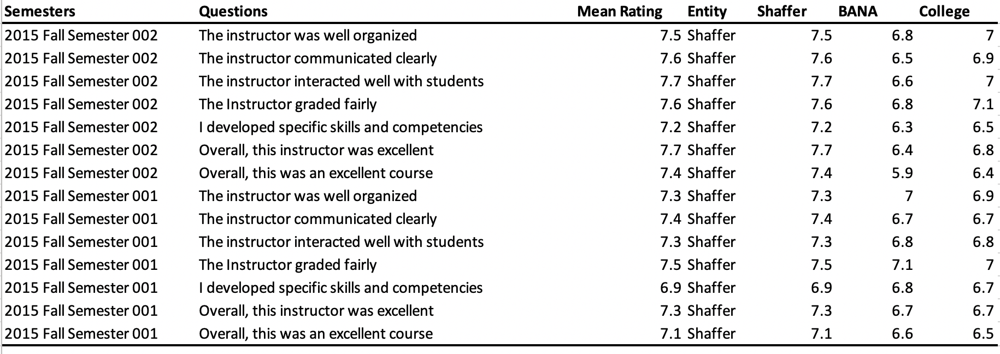 Semesters Questions Mean Rating Entity Shaffer BANA College
2015 Fall Semester 002 The instructor was well organized 7.5 Shaffer 7.5 6.8 7
2015 Fall Semester 002 The instructor communicated clearly 7.6 Shaffer 7.6 6.5 6.9
2015 Fall Semester 002 The instructor interacted well with students 7.7 Shaffer 7.7 6.6 7
2015 Fall Semester 002 The Instructor graded fairly 7.6 Shaffer 7.6 6.8 7.1
2015 Fall Semester 002 I developed specific skills and competencies 7.2 Shaffer 7.2 6.3 6.5
2015 Fall Semester 002 Overall, this instructor was excellent 7.7 Shaffer 7.7 6.4 6.8
2015 Fall Semester 002 Overall, this was an excellent course 7.4 Shaffer 7.4 5.9 6.4
2015 Fall Semester 001 The instructor was well organized 7.3 Shaffer 7.3 7 6.9
2015 Fall Semester 001 The instructor communicated clearly 7.4 Shaffer 7.4 6.7 6.7
2015 Fall Semester 001 The instructor interacted well with students 7.3 Shaffer 7.3 6.8 6.8
2015 Fall Semester 001 The Instructor graded fairly 7.5 Shaffer 7.5 7.1 7
2015 Fall Semester 001 I developed specific skills and competencies 6.9 Shaffer 6.9 6.8 6.7
2015 Fall Semester 001 Overall, this instructor was excellent 7.3 Shaffer 7.3 6.7 6.7
2015 Fall Semester 001 Overall, this was an excellent course 7.1 Shaffer 7.1 6.6 6.5